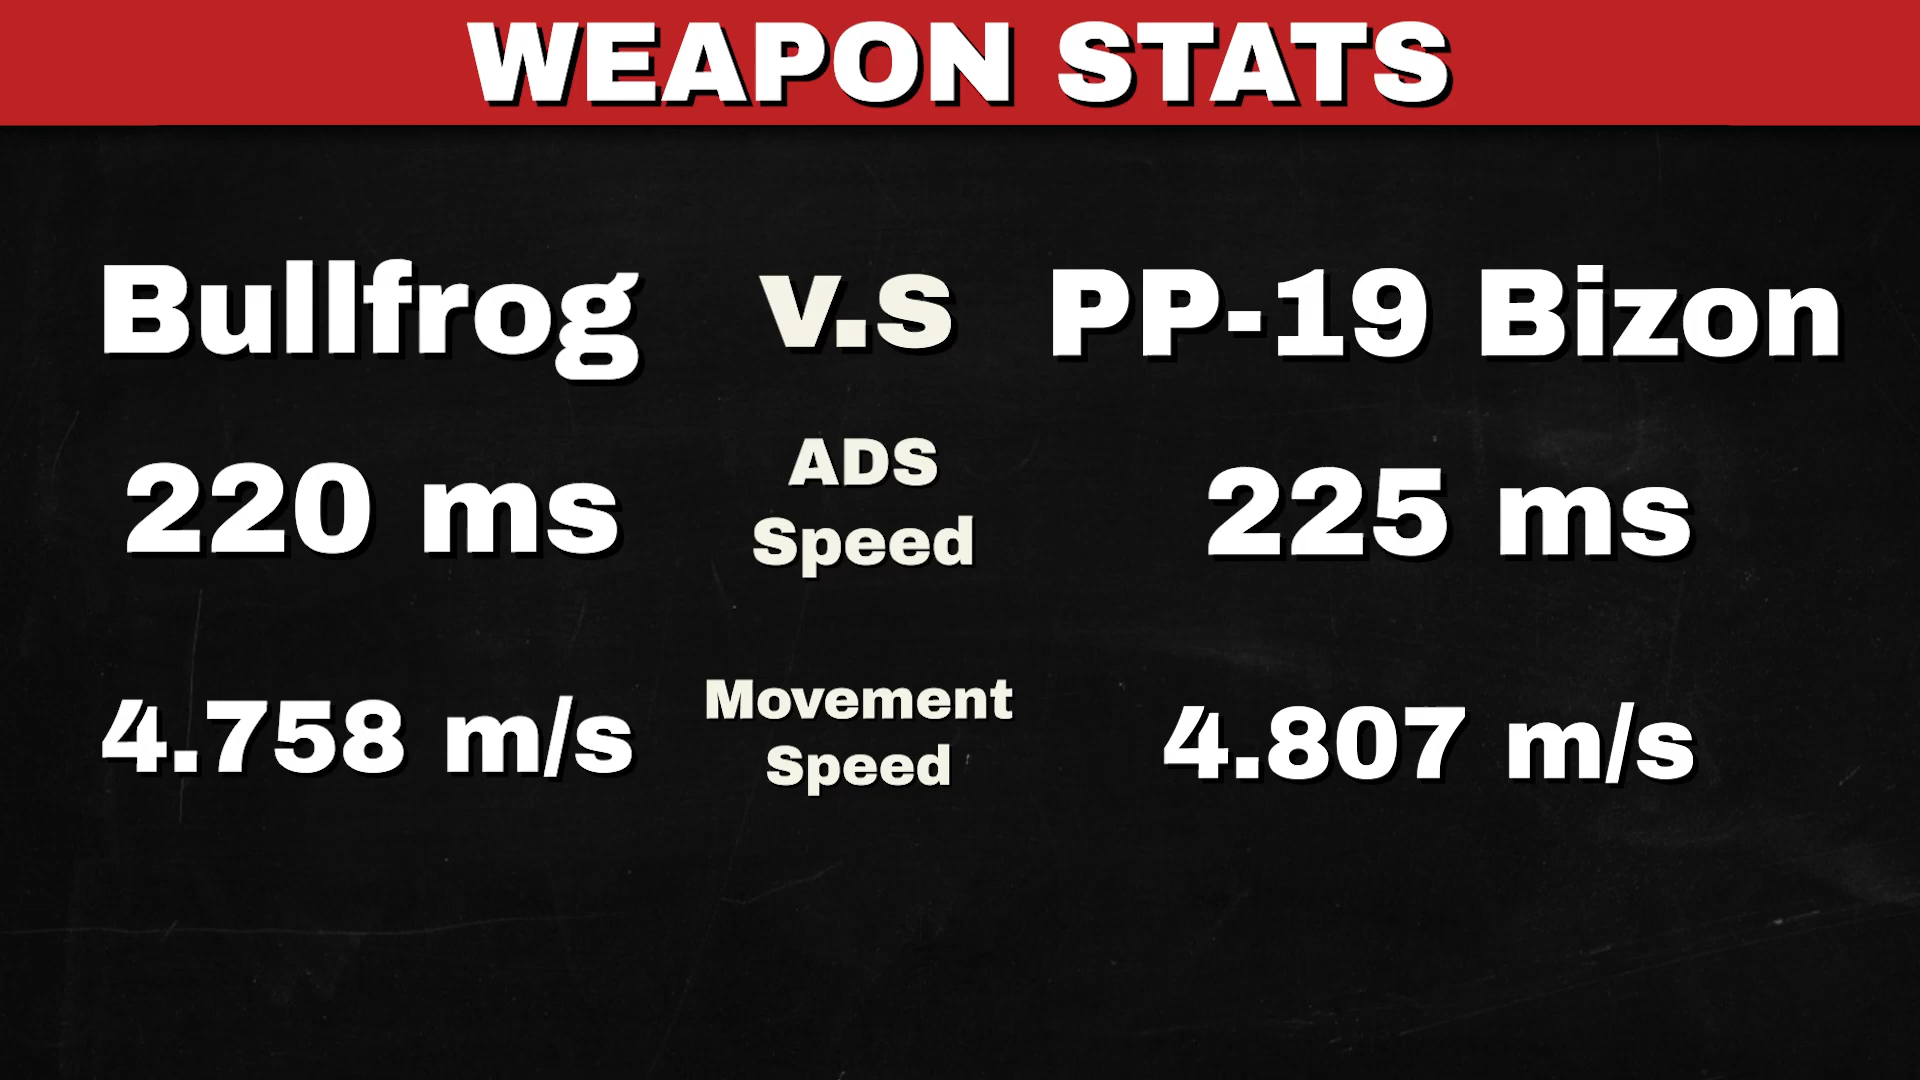 WEAPON STATS
Bullfrog v.s PP-19 Bizon
220 ms ADS Speed 225 ms
4.758 m/s Movement Speed 4.807 m/s